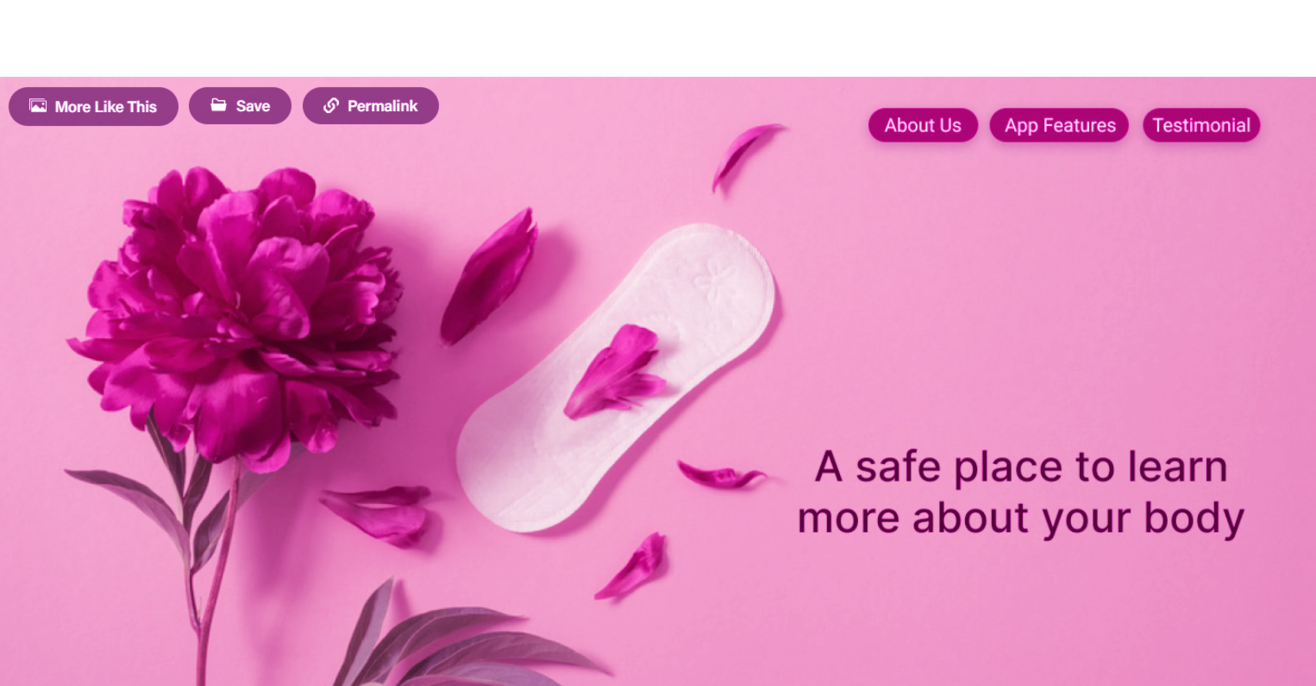 More Like This
Save
Permalink
About Us
App Features
Testimonial
A safe place to learn
more about your body